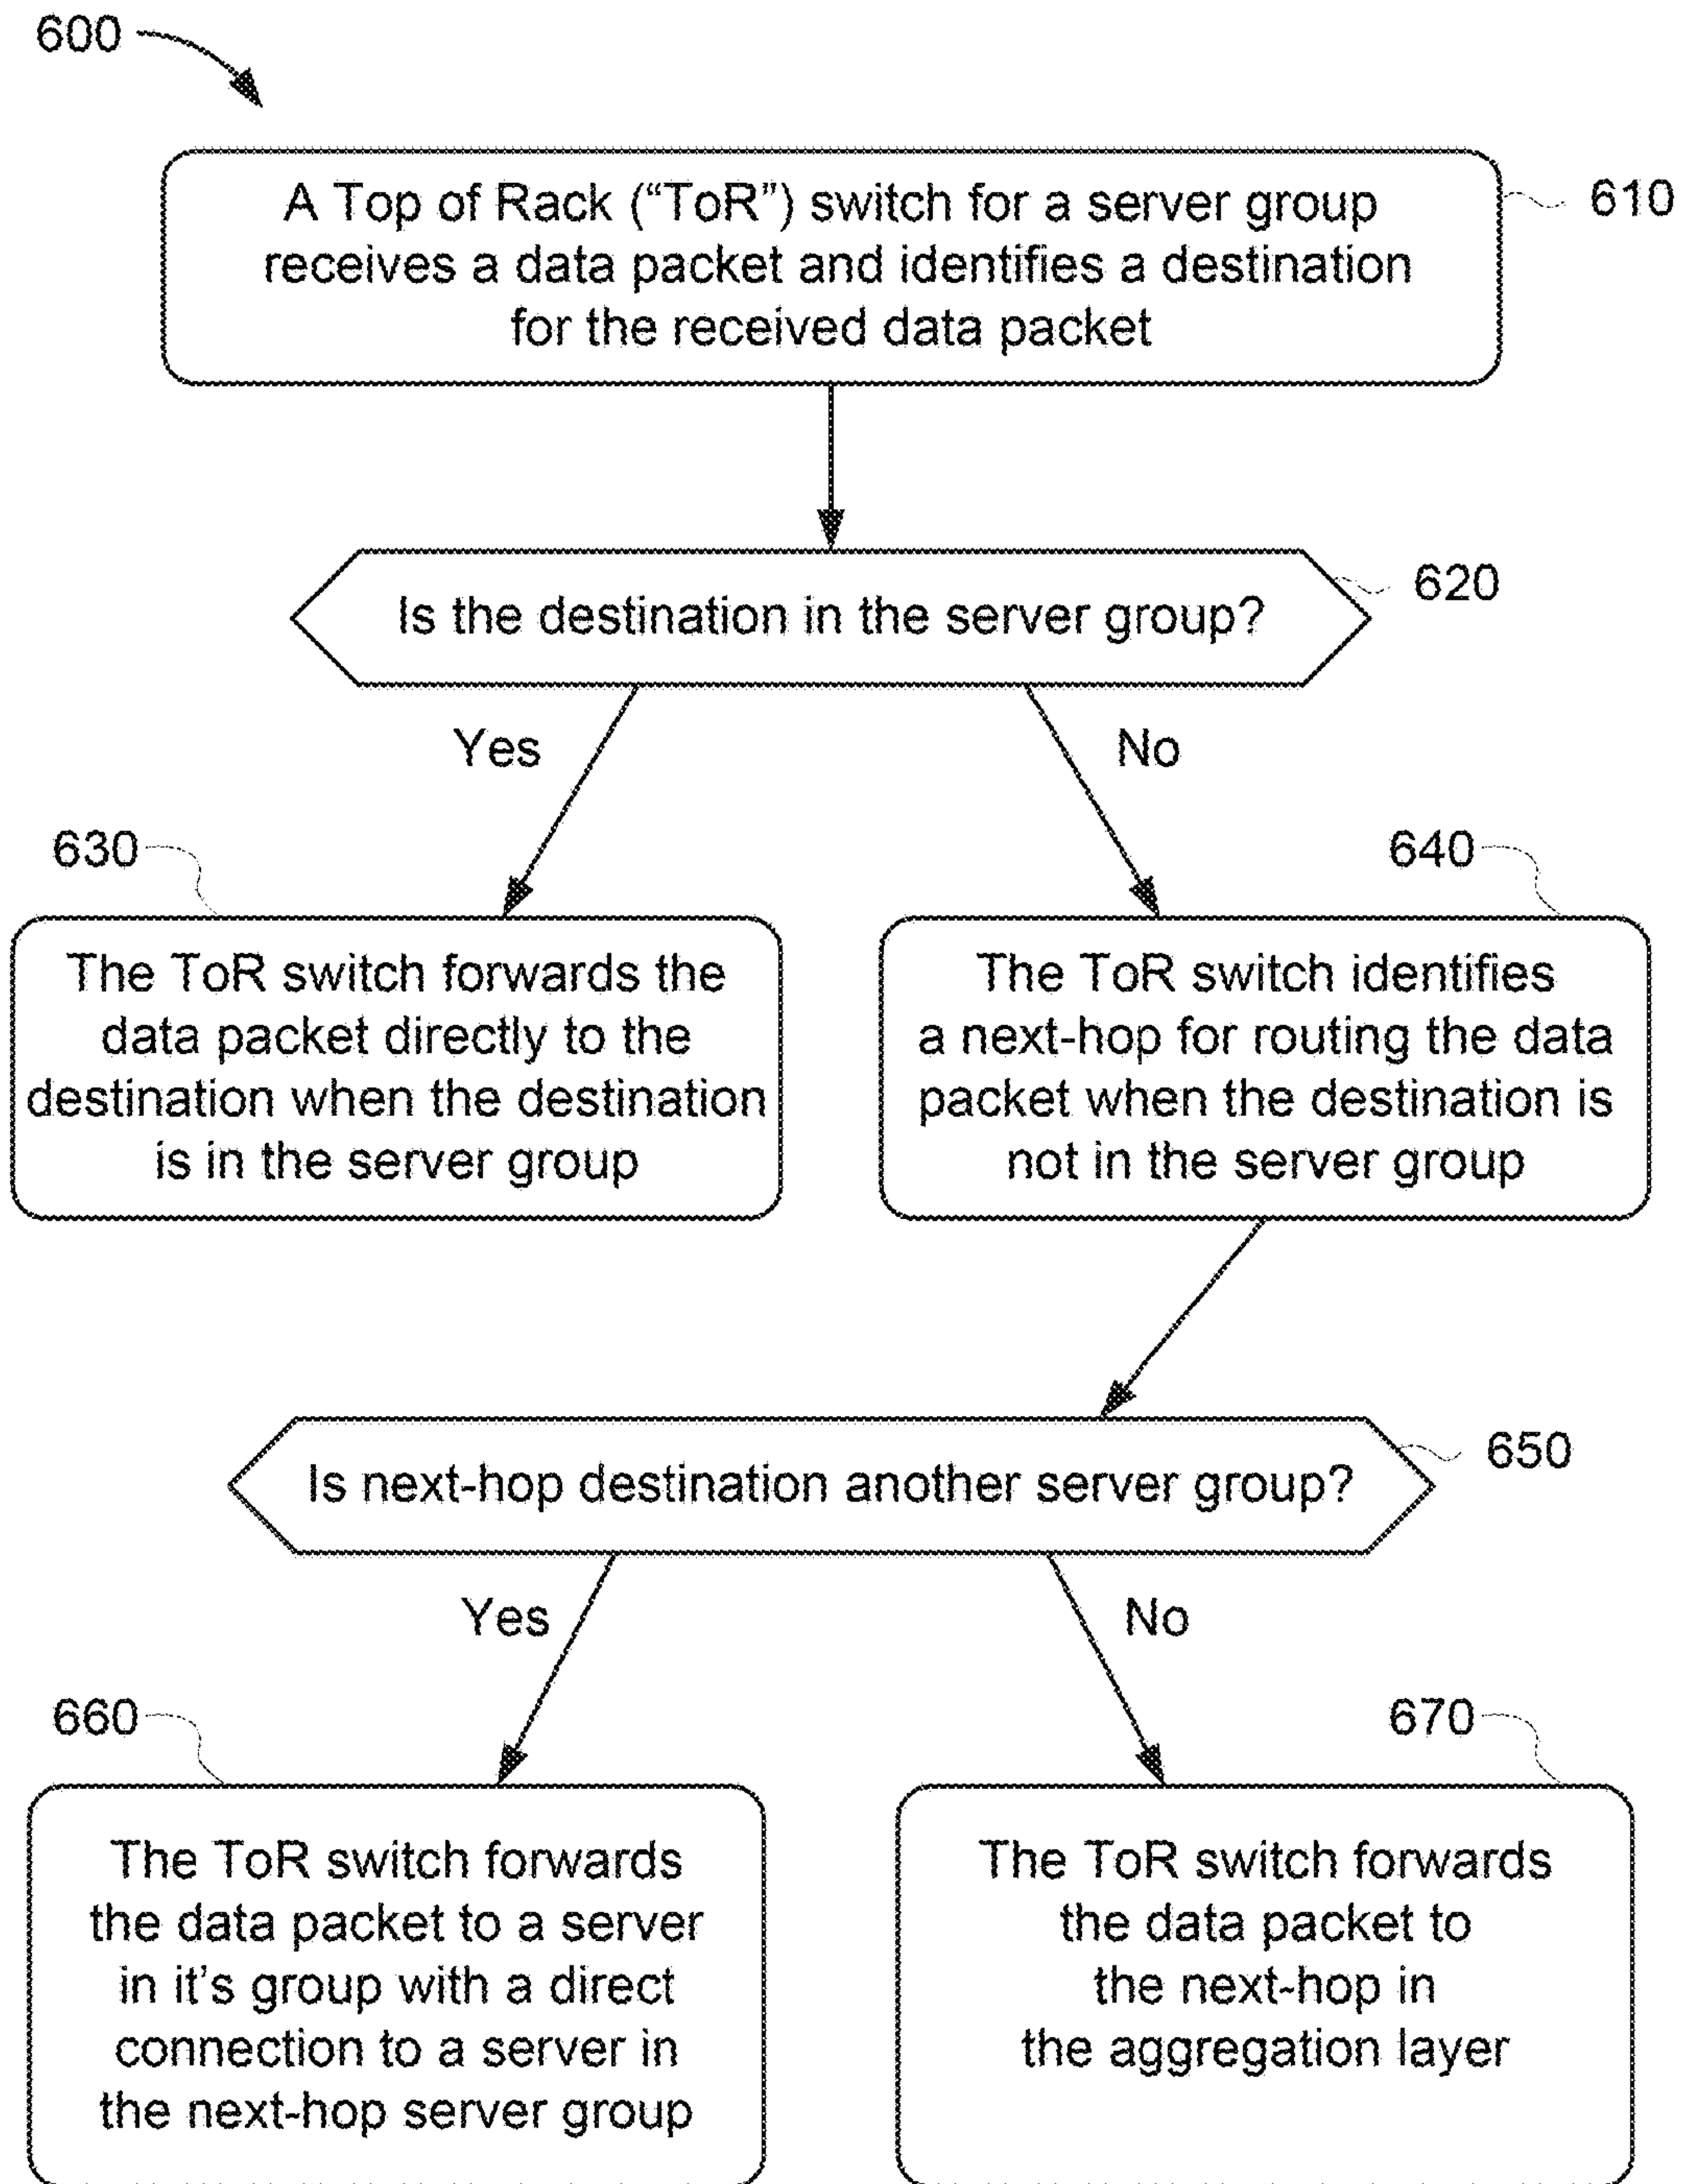 600
A Top of Rack (“ToR”) switch for a server group
receives a data packet and identifies a destination
for the received data packet
610
Is the destination in the server group?
620
Yes
No
630
640
The ToR switch forwards the
data packet directly to the
destination when the destination
is in the server group
The ToR switch identifies
a next-hop for routing the data
packet when the destination is
not in the server group
Is next-hop destination another server group?
650
Yes
No
660
670
The ToR switch forwards
the data packet to a server
in it’s group with a direct
connection to a server in
the next-hop server group
The ToR switch forwards
the data packet to
the next-hop in
the aggregation layer